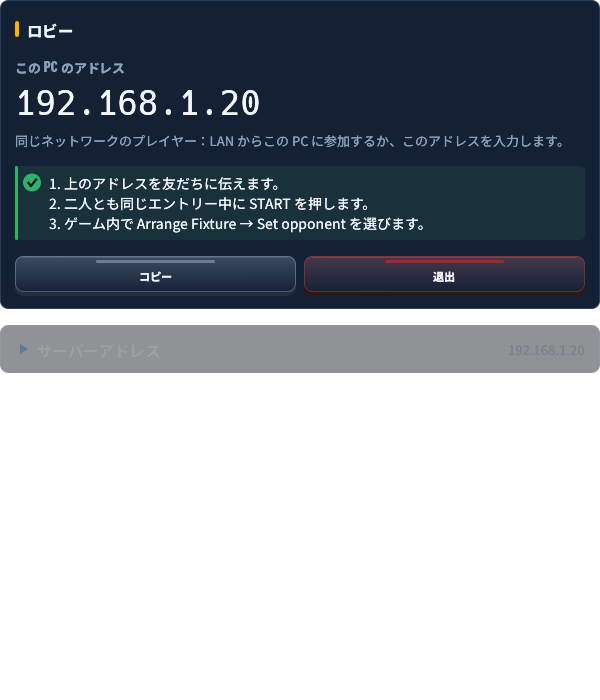 ロビー
この PC のアドレス
192.168.1.20
同じネットワークのプレイヤー：LAN からこの PC に参加するか、このアドレスを入力します。
1. 上のアドレスを友だちに伝えます。
2. 二人とも同じエントリー中に START を押します。
3. ゲーム内で Arrange Fixture → Set opponent を選びます。
コピー
退出
サーバーアドレス
192.168.1.20